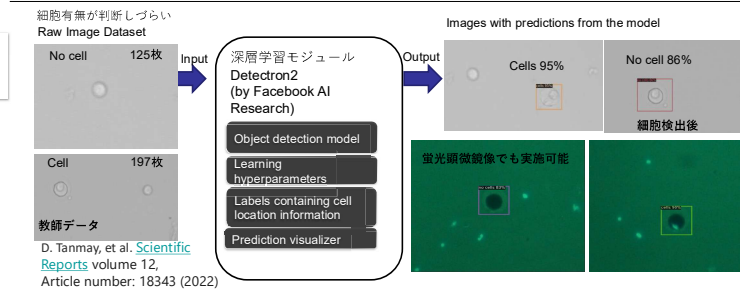 細胞有無が判断しづらい
Raw Image Dataset
No cell 125枚
Cell 197枚
教師データ
D. Tanmay, et al. Scientific
Reports volume 12,
Article number: 18343 (2022)
Input
深層学習モジュール
Detectron2
(by Facebook AI
Research)
Object detection model
Learning
hyperparameters
Labels containing cell
location information
Prediction visualizer
Output
Images with predictions from the model
Cells 95%
No cell 86%
細胞検出後
蛍光顕微鏡像でも実施可能